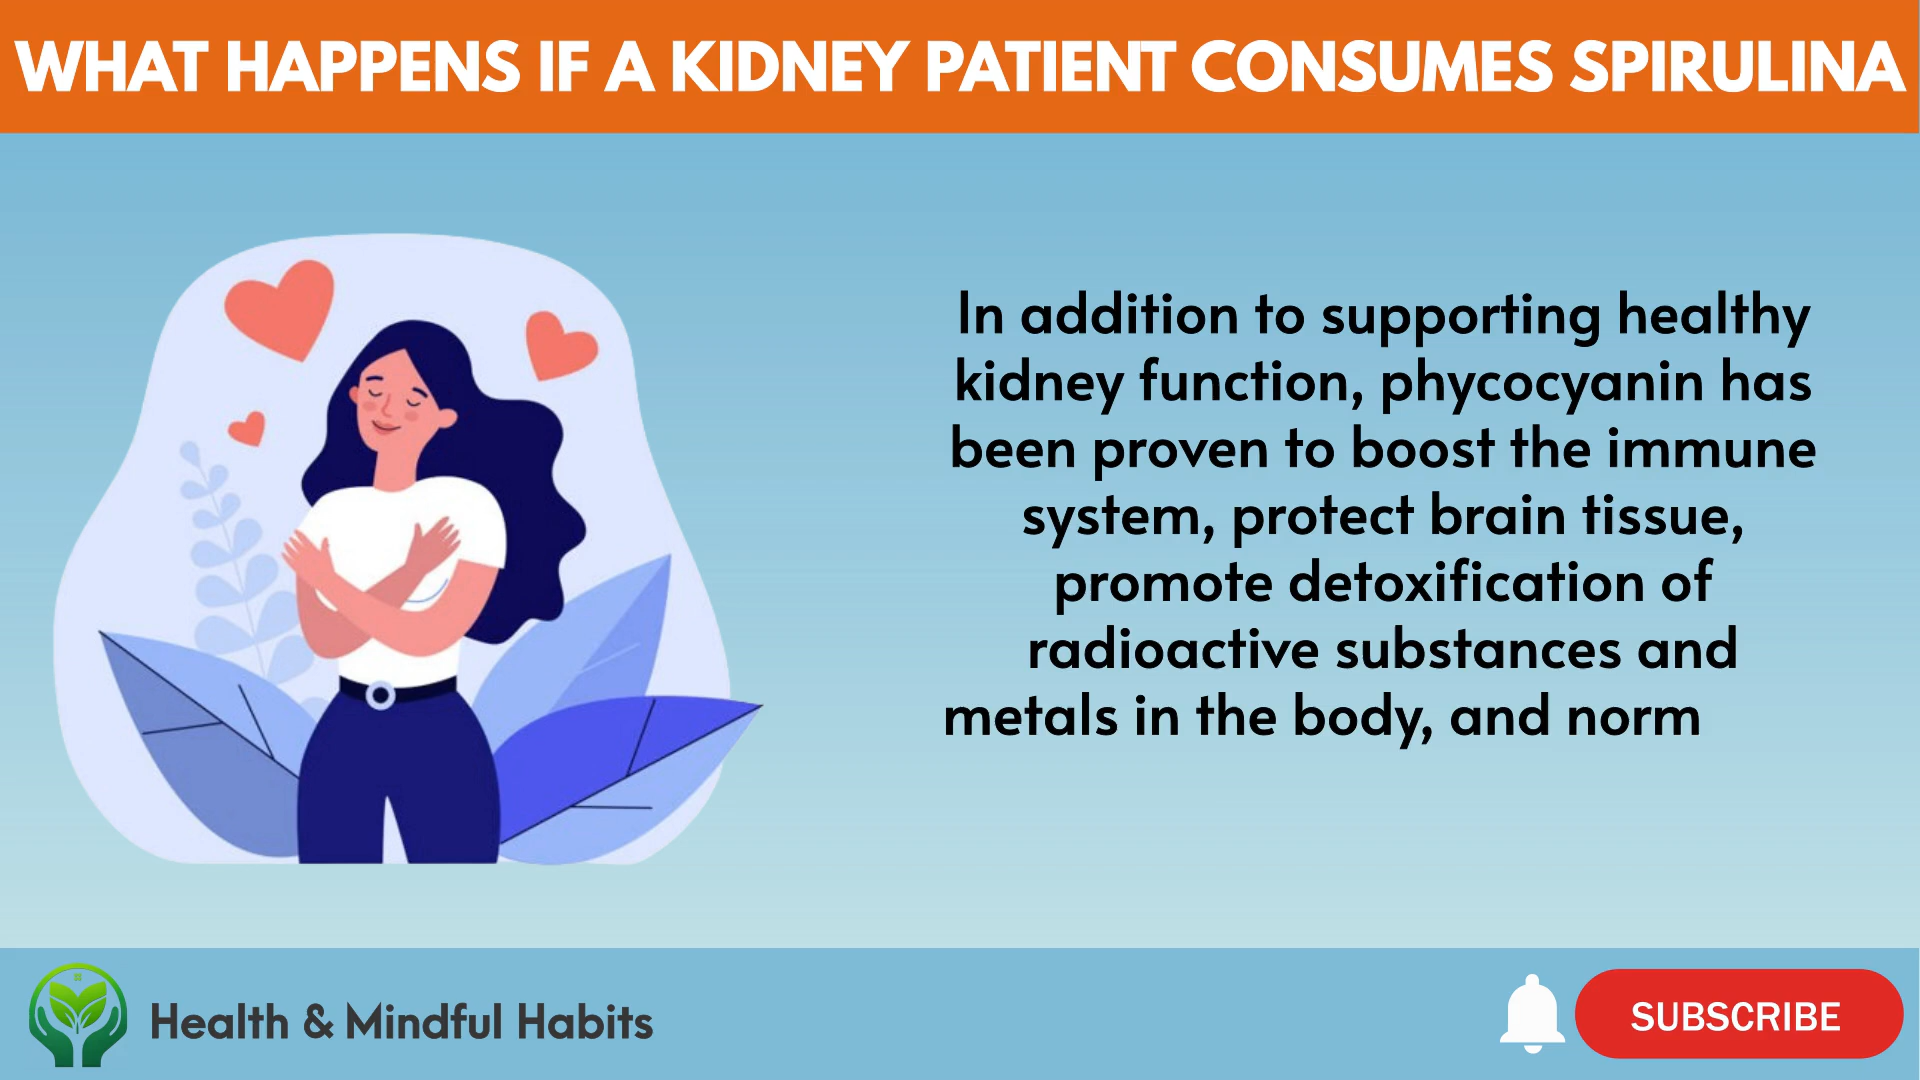 WHAT HAPPENS IF A KIDNEY PATIENT CONSUMES SPIRULINA
In addition to supporting healthy
kidney function, phycocyanin has
been proven to boost the immune
system, protect brain tissue,
promote detoxification of
radioactive substances and
metals in the body, and norm
Health & Mindful Habits
SUBSCRIBE